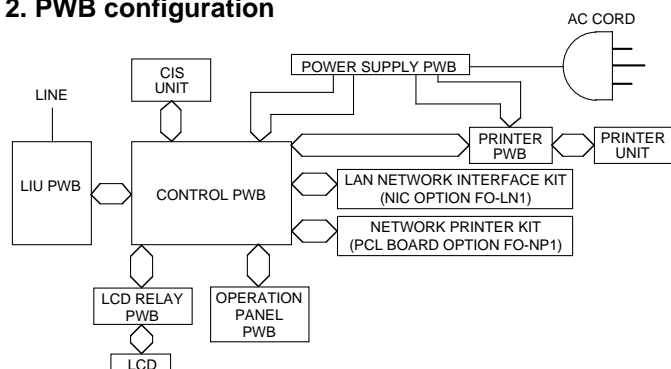 2. PWB configuration
AC CORD
POWER SUPPLY PWB
CIS
UNIT
LINE
PRINTER
PWB
PRINTER
UNIT
LIU PWB
CONTROL PWB
LAN NETWORK INTERFACE KIT
(NIC OPTION FO-LN1)
NETWORK PRINTER KIT
(PCL BOARD OPTION FO-NP1)
LCD RELAY
PWB
OPERATION
PANEL
PWB
LCD